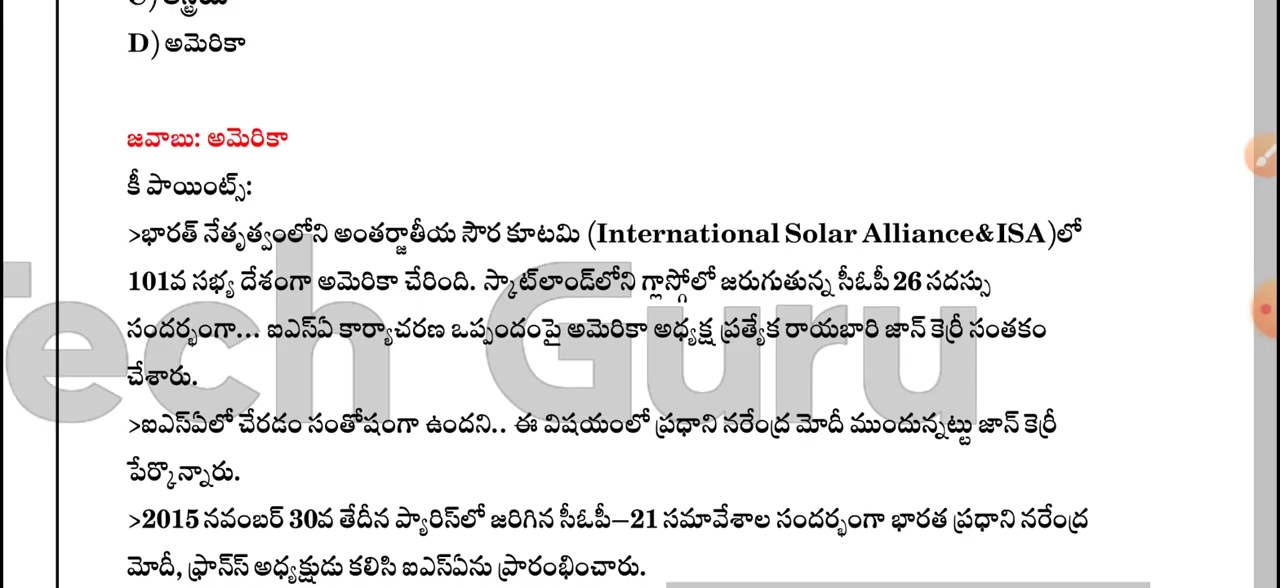 D) అమెరికా
జవాబు: అమెరికా
కీ పాయింట్స్:
>భారత్ నేతృత్వంలోని అంతర్జాతీయ సౌర కూటమి (International Solar Alliance&ISA)లో
101వ సభ్య దేశంగా అమెరికా చేరింది. స్కాట్‌లాండ్‌లోని గ్లాస్గోలో జరుగుతున్న సీఓపీ 26 సదస్సు
సందర్భంగా... ఐఎస్ఏ కార్యాచరణ ఒప్పందంపై అమెరికా అధ్యక్ష ప్రత్యేక రాయబారి జాన్ కెర్రీ సంతకం
చేశారు.
>ఐఎస్ఏలో చేరడం సంతోషంగా ఉందని.. ఈ విషయంలో ప్రధాని నరేంద్ర మోదీ ముందున్నట్టు జాన్ కెర్రీ
పేర్కొన్నారు.
>2015 నవంబర్ 30వ తేదీన ప్యారిస్‌లో జరిగిన సీఓపీ–21 సమావేశాల సందర్భంగా భారత ప్రధాని నరేంద్ర
మోదీ, ఫ్రాన్స్ అధ్యక్షుడు కలిసి ఐఎస్ఏను ప్రారంభించారు.
Tech Guru